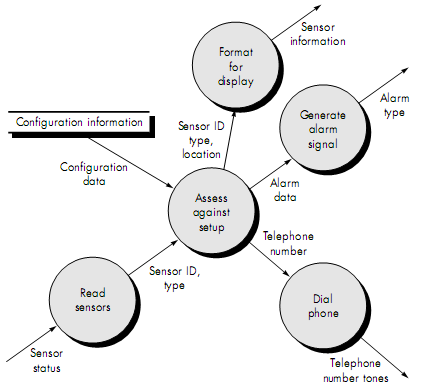 Format
for
display
Sensor
information
Configuration information
Sensor ID
type,
location
Generate
alarm
signal
Alarm
type
Configuration
data
Assess
against
setup
Alarm
data
Telephone
number
Sensor ID,
type
Read
sensors
Dial
phone
Sensor
status
Telephone
number tones